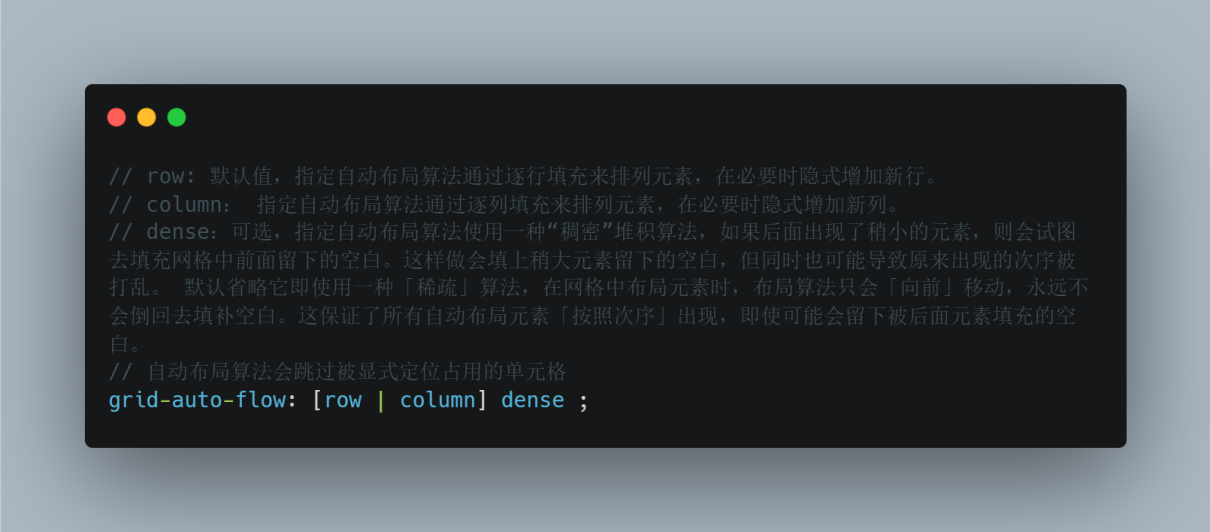 // row: 默认值，指定自动布局算法通过逐行填充来排列元素，在必要时隐式增加新行。
// column:  指定自动布局算法通过逐列填充来排列元素，在必要时隐式增加新列。
// dense：可选，指定自动布局算法使用一种“稠密”堆积算法，如果后面出现了稍小的元素，则会试图
去填充网格中前面留下的空白。这样做会填上稍大元素留下的空白，但同时也可能导致原来出现的次序被
打乱。 默认省略它即使用一种「稀疏」算法，在网格中布局元素时，布局算法只会「向前」移动，永远不
会倒回去填补空白。这保证了所有自动布局元素「按照次序」出现，即使可能会留下被后面元素填充的空
白。
// 自动布局算法会跳过被显式定位占用的单元格
grid-auto-flow: [row | column] dense ;